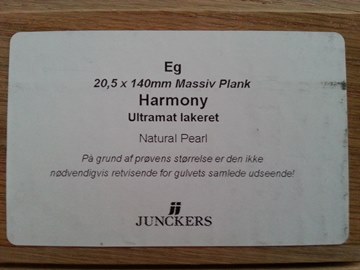 Eg
20,5 x 140mm Massiv Plank
Harmony
Ultramat lakeret
Natural Pearl
På grund af prøvens størrelse er den ikke
nødvendigvis retvisende for gulvets samlede udseende!
JUNCKERS